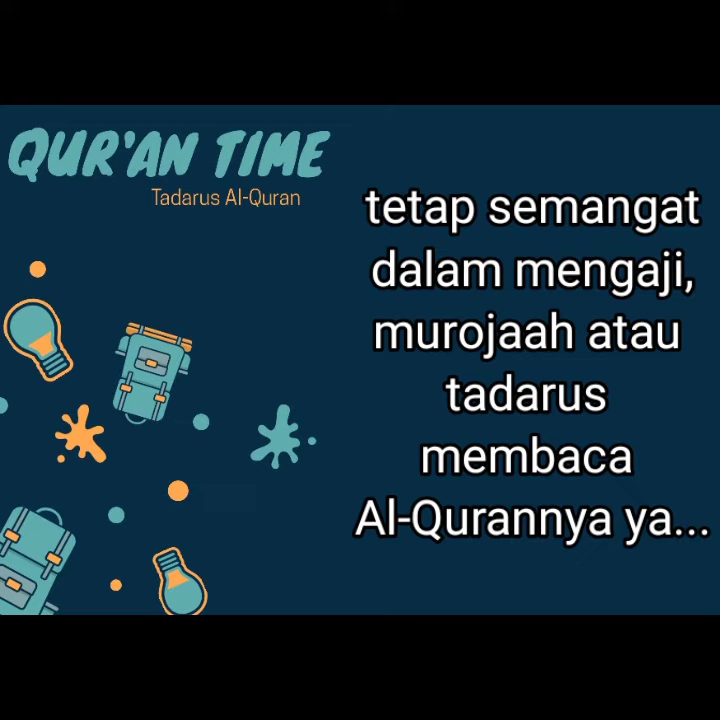 QUR'AN TIME
Tadarus Al-Quran
tetap semangat
dalam mengaji,
murojaah atau
tadarus
membaca
Al-Qurannya ya...